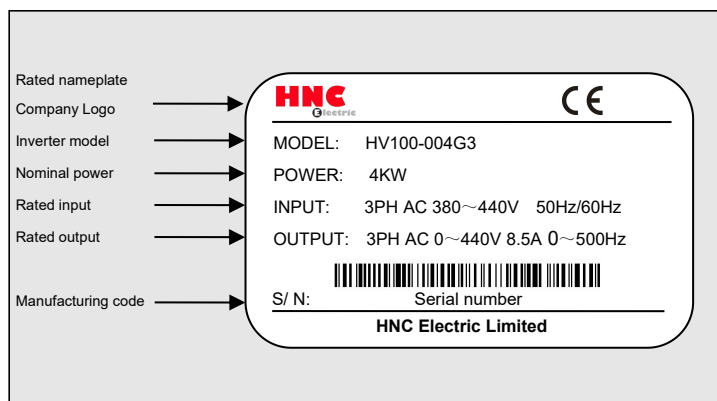 Rated nameplate
Company Logo
Inverter model
Nominal power
Rated input
Rated output
Manufacturing code
HNC
Electric
CE
MODEL: HV100-004G3
POWER: 4KW
INPUT: 3PH AC 380～440V 50Hz/60Hz
OUTPUT: 3PH AC 0～440V 8.5A 0～500Hz
S/ N: Serial number
HNC Electric Limited